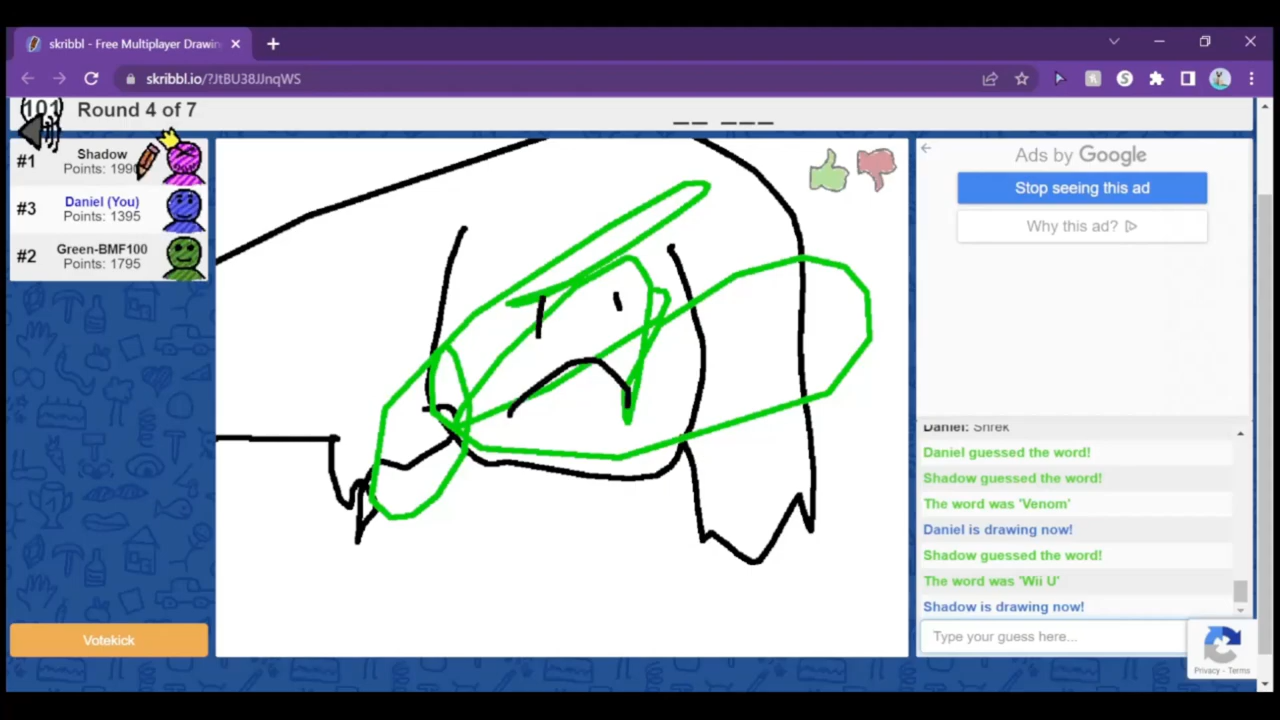 skribbl - Free Multiplayer Drawin
skribbl.io/?JtBU38JJnqWS
101
Round 4 of 7
__ ___
#1
Shadow
Points: 1990
#3
Daniel (You)
Points: 1395
#2
Green-BMF100
Points: 1795
Votekick
Ads by Google
Stop seeing this ad
Why this ad?
Daniel: Shrek
Daniel guessed the word!
Shadow guessed the word!
The word was 'Venom'
Daniel is drawing now!
Shadow guessed the word!
The word was 'Wii U'
Shadow is drawing now!
Type your guess here...
Privacy - Terms